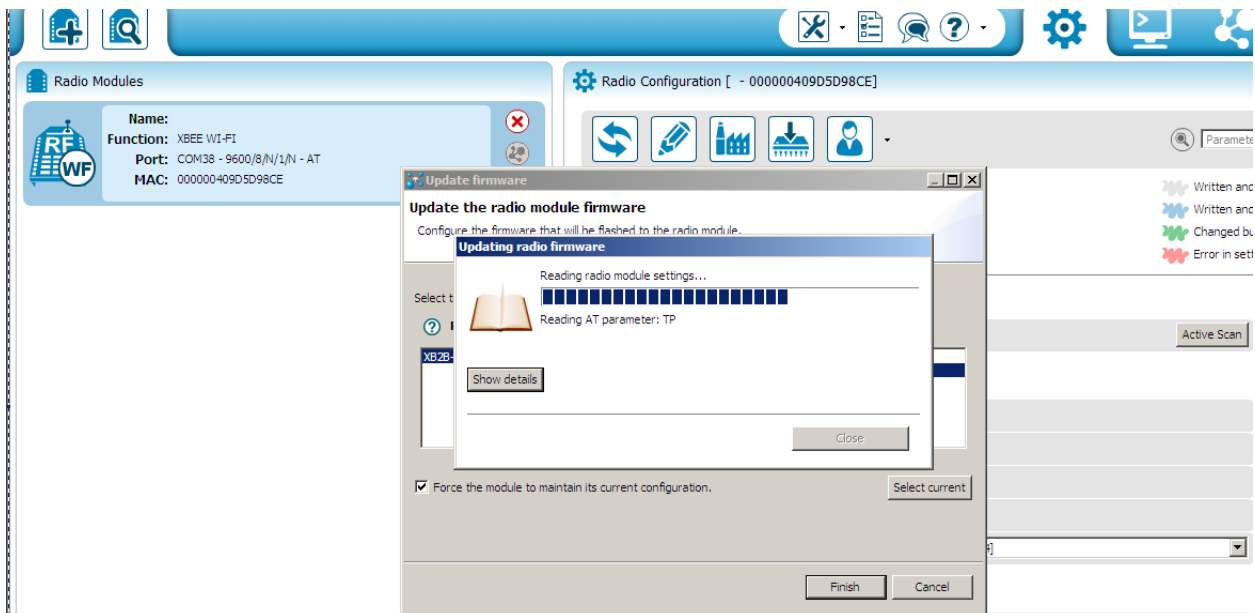 Radio Modules
Name:
Function: XBEE WI-FI
Port: COM38 - 9600/8/N/1/N - AT
MAC: 000000409D5D98CE
RF
WF
Radio Configuration [ - 000000409D5D98CE]
Paramete
Written and
Written and
Changed bu
Error in sett
Active Scan
Update firmware
Update the radio module firmware
Configure the firmware that will be flashed to the radio module.
Select t
Updating radio firmware
Reading radio module settings...
Reading AT parameter: TP
Show details
Close
Force the module to maintain its current configuration.
Select current
Finish
Cancel